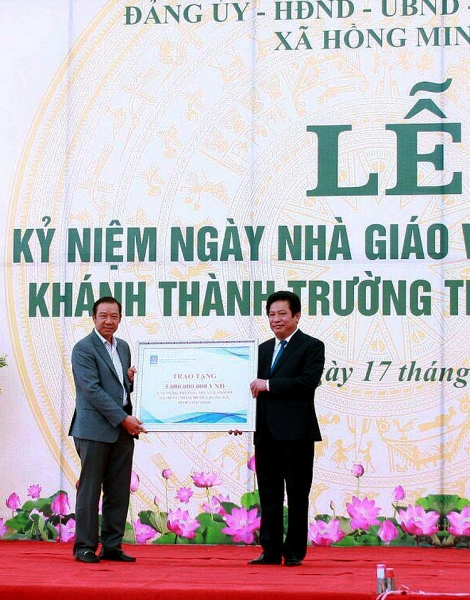 ĐẢNG ỦY - HĐND - UBND -
XÃ HỒNG MIN
LỄ
KỶ NIỆM NGÀY NHÀ GIÁO V
KHÁNH THÀNH TRƯỜNG T
ày 17 tháng
TRAO TẶNG
5.000.000.000 VND